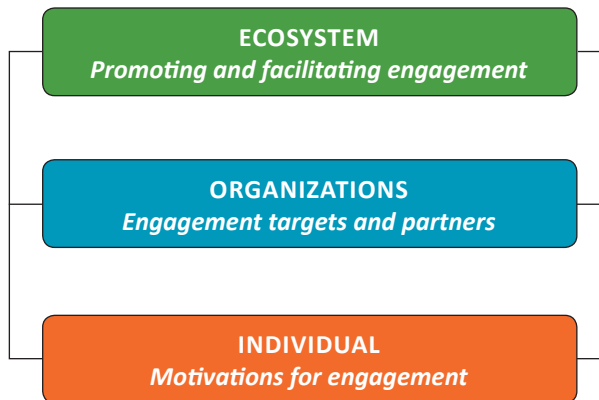 ECOSYSTEM
Promoting and facilitating engagement
ORGANIZATIONS
Engagement targets and partners
INDIVIDUAL
Motivations for engagement